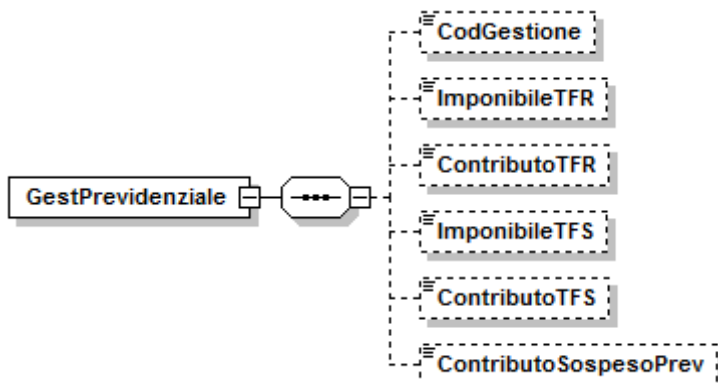 CodGestione
ImponibileTFR
ContributoTFR
GestPrevidenziale
ImponibileTFS
ContributoTFS
ContributoSospesoPrev